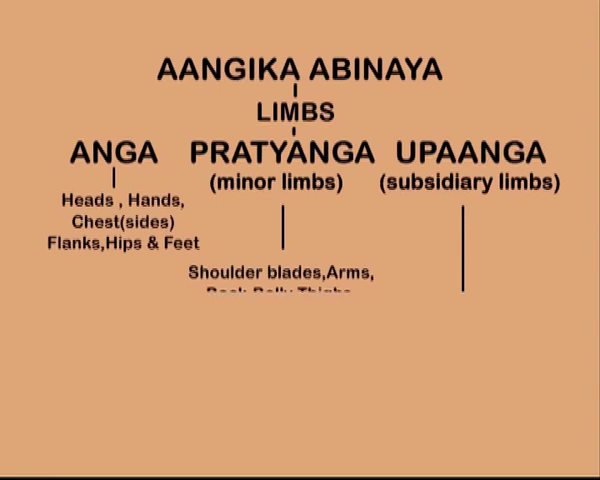 AANGIKA ABINAYA
LIMBS
ANGA PRATYANGA UPAANGA
(minor limbs) (subsidiary limbs)
Heads , Hands,
Chest(sides)
Flanks,Hips & Feet
Shoulder blades,Arms,